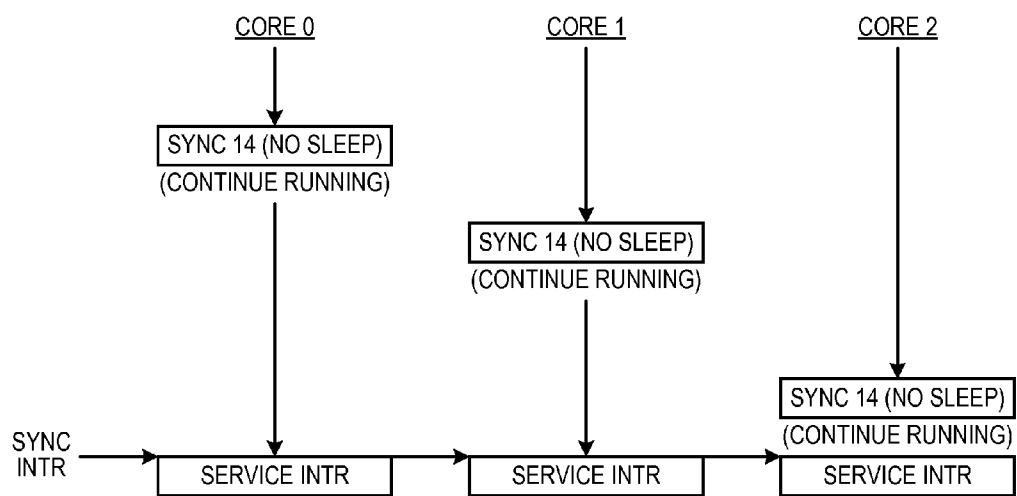 CORE 0
CORE 1
CORE 2
SYNC 14 (NO SLEEP)
(CONTINUE RUNNING)
SYNC 14 (NO SLEEP)
(CONTINUE RUNNING)
SYNC 14 (NO SLEEP)
(CONTINUE RUNNING)
SYNC
INTR
SERVICE INTR
SERVICE INTR
SERVICE INTR